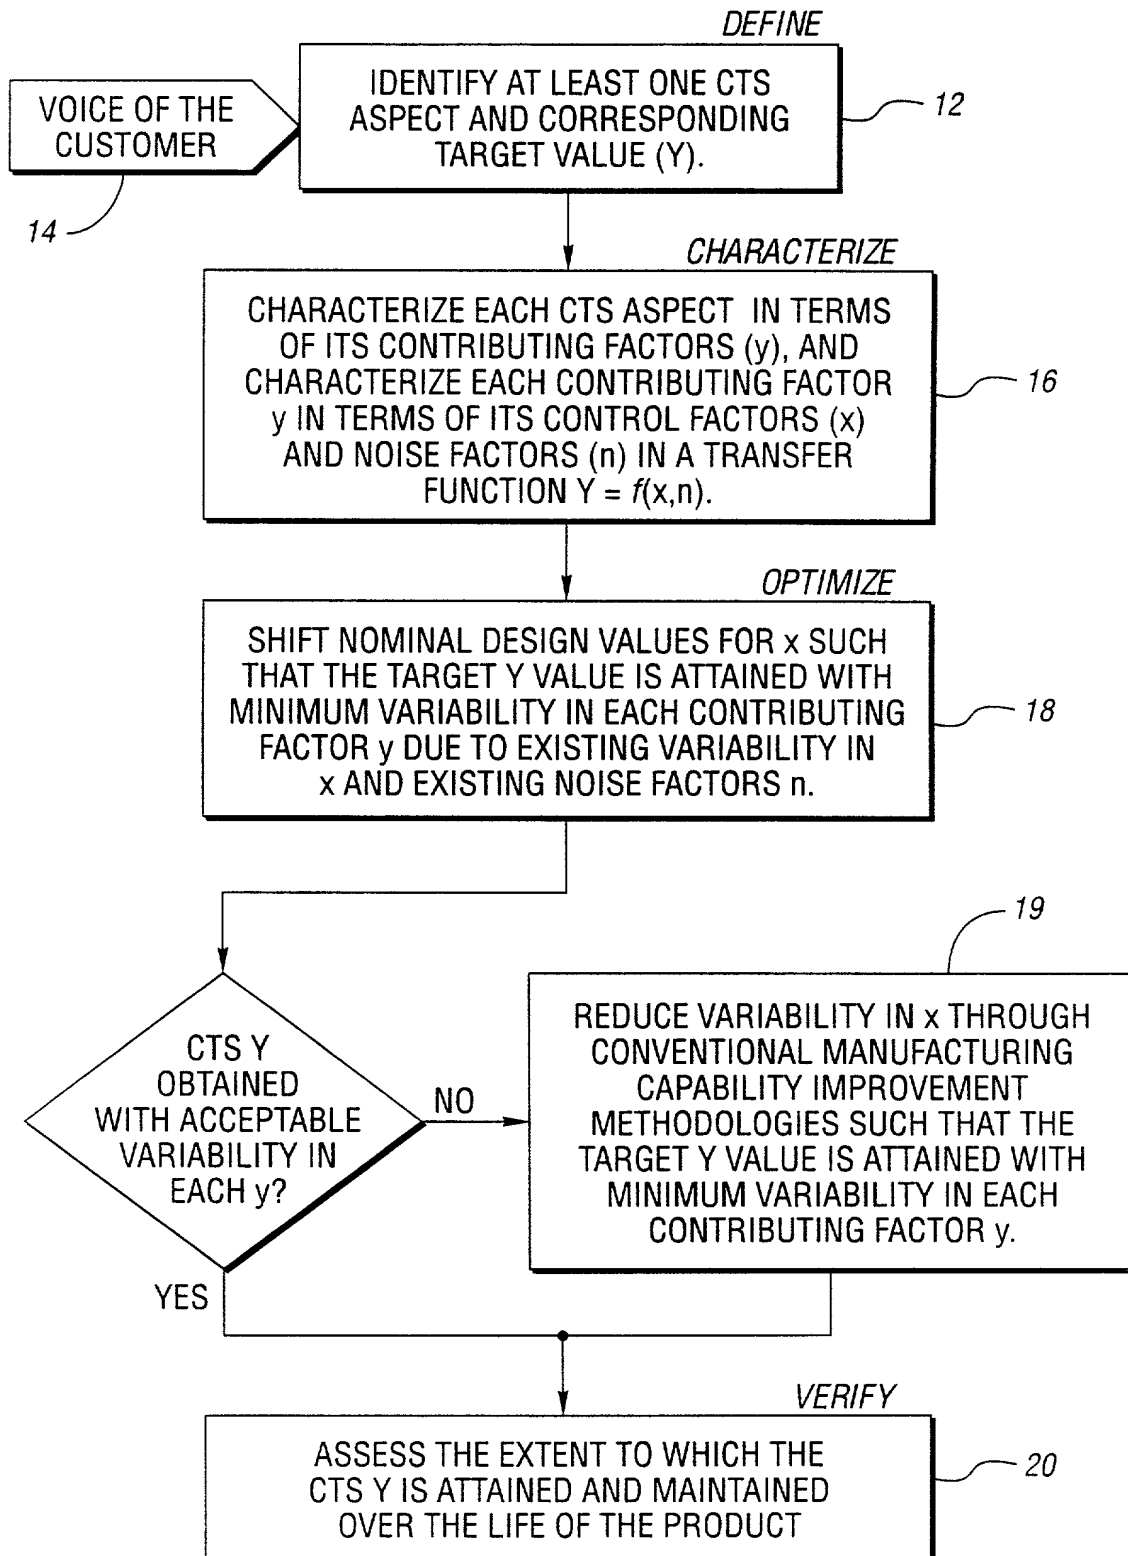 DEFINE
VOICE OF THE
CUSTOMER
14
IDENTIFY AT LEAST ONE CTS
ASPECT AND CORRESPONDING
TARGET VALUE (Y).
12
CHARACTERIZE
CHARACTERIZE EACH CTS ASPECT IN TERMS
OF ITS CONTRIBUTING FACTORS (y), AND
CHARACTERIZE EACH CONTRIBUTING FACTOR
y IN TERMS OF ITS CONTROL FACTORS (x)
AND NOISE FACTORS (n) IN A TRANSFER
FUNCTION Y = f(x,n).
16
OPTIMIZE
SHIFT NOMINAL DESIGN VALUES FOR x SUCH
THAT THE TARGET Y VALUE IS ATTAINED WITH
MINIMUM VARIABILITY IN EACH CONTRIBUTING
FACTOR y DUE TO EXISTING VARIABILITY IN
x AND EXISTING NOISE FACTORS n.
18
CTS Y
OBTAINED
WITH ACCEPTABLE
VARIABILITY IN
EACH y?
NO
YES
19
REDUCE VARIABILITY IN x THROUGH
CONVENTIONAL MANUFACTURING
CAPABILITY IMPROVEMENT
METHODOLOGIES SUCH THAT THE
TARGET Y VALUE IS ATTAINED WITH
MINIMUM VARIABILITY IN EACH
CONTRIBUTING FACTOR y.
VERIFY
ASSESS THE EXTENT TO WHICH THE
CTS Y IS ATTAINED AND MAINTAINED
OVER THE LIFE OF THE PRODUCT
20